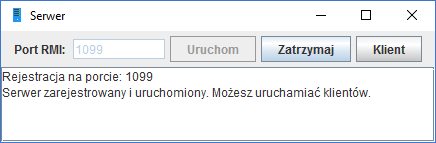 Serwer
Port RMI: 1099 Uruchom Zatrzymaj Klient
Rejestracja na porcie: 1099
Serwer zarejestrowany i uruchomiony. Możesz uruchamiać klientów.